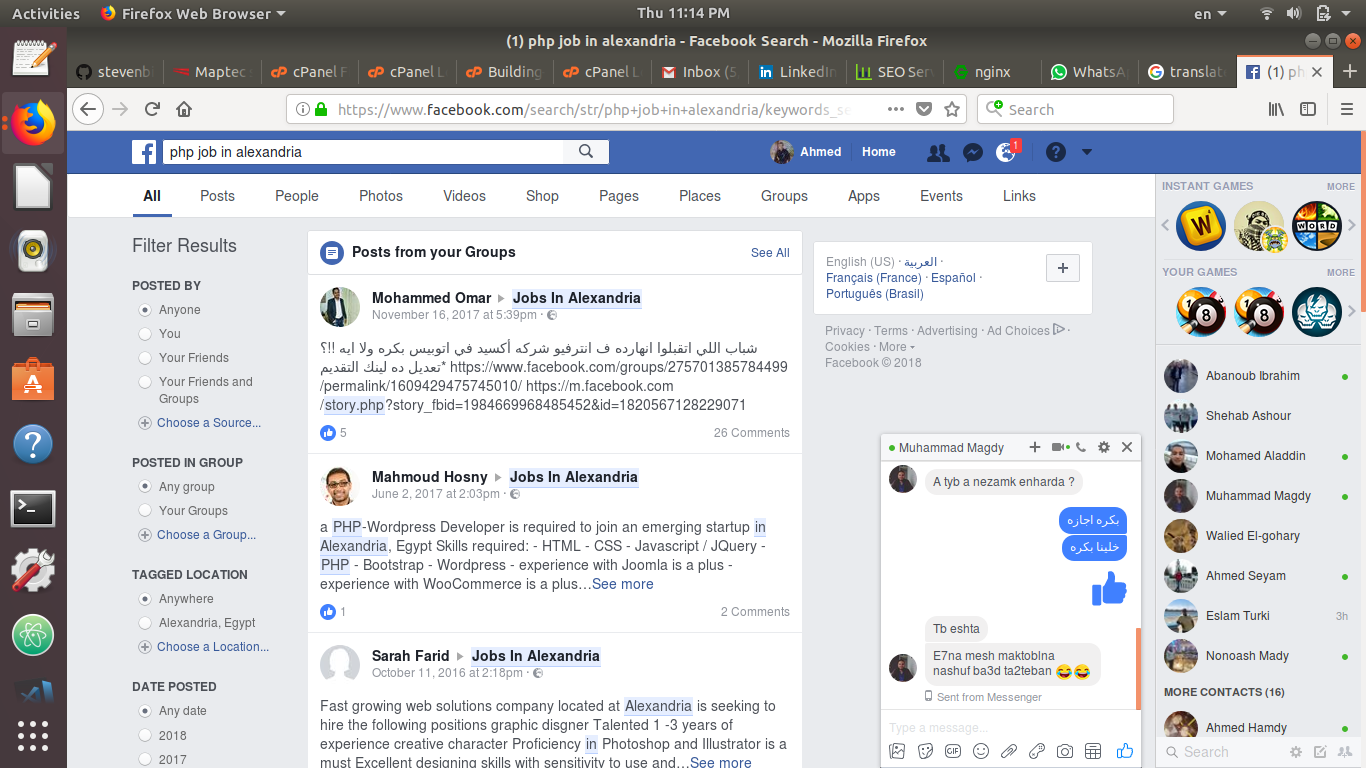 Activities
Firefox Web Browser
Thu 11:14 PM
en
(1) php job in alexandria - Facebook Search - Mozilla Firefox
stevenb
Maptec
cPanel F
cPanel L
Building
cPanel L
Inbox (5
LinkedIn
SEO Serv
nginx
WhatsA
translat
(1) ph
https://www.facebook.com/search/str/php+job+in+alexandria/keywords_se
Search
php job in alexandria
Ahmed
Home
1
All
Posts
People
Photos
Videos
Shop
Pages
Places
Groups
Apps
Events
Links
Filter Results
POSTED BY
Anyone
You
Your Friends
Your Friends and
Groups
Choose a Source...
POSTED IN GROUP
Any group
Your Groups
Choose a Group...
TAGGED LOCATION
Anywhere
Alexandria, Egypt
Choose a Location...
DATE POSTED
Any date
2018
2017
Posts from your Groups
See All
Mohammed Omar
Jobs In Alexandria
November 16, 2017 at 5:39pm ·
شباب اللي اتقبلوا انهارده ف انترفيو شركه أكسيد في اتوبيس بكره ولا ايه !!؟
*تعديل ده لينك التقديم https://www.facebook.com/groups/275701385784499
/permalink/1609429475745010/ https://m.facebook.com
/story.php?story_fbid=1984669968485452&id=1820567128229071
5
26 Comments
Mahmoud Hosny
Jobs In Alexandria
June 2, 2017 at 2:03pm ·
a PHP-Wordpress Developer is required to join an emerging startup in
Alexandria, Egypt Skills required: - HTML - CSS - Javascript / JQuery -
PHP - Bootstrap - Wordpress - experience with Joomla is a plus -
experience with WooCommerce is a plus…See more
1
2 Comments
Sarah Farid
Jobs In Alexandria
October 11, 2016 at 2:18pm ·
Fast growing web solutions company located at Alexandria is seeking to
hire the following positions graphic disgner Talented 1 -3 years of
experience creative character Proficiency in Photoshop and Illustrator is a
must Excellent designing skills with sensitivity to use and…See more
English (US) · العربية ·
Français (France) · Español ·
Português (Brasil)
Privacy · Terms · Advertising · Ad Choices ·
Cookies · More
Facebook © 2018
Muhammad Magdy
A tyb a nezamk enharda ?
بكره اجازه
خلينا بكره
Tb eshta
E7na mesh maktoblna
nashuf ba3d ta2teban 😂😂
Sent from Messenger
Type a message...
GIF
INSTANT GAMES
MORE
W
WORD
YOUR GAMES
MORE
8
8
Abanoub Ibrahim
Shehab Ashour
Mohamed Aladdin
Muhammad Magdy
Walied El-gohary
Ahmed Seyam
Eslam Turki
3h
Nonoash Mady
MORE CONTACTS (16)
Ahmed Hamdy
Search